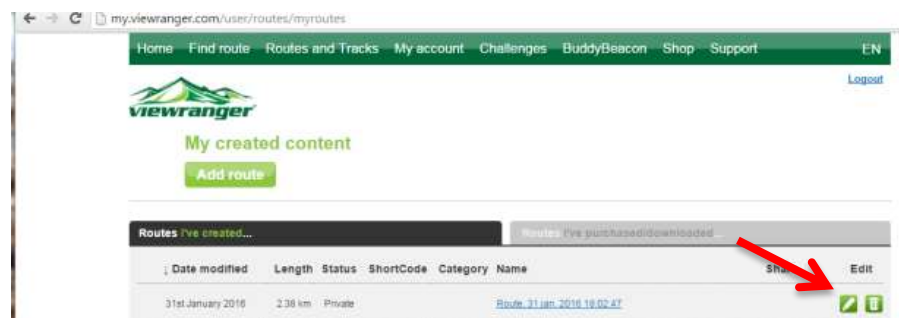 my.viewranger.com/user/routes/myroutes
Home Find route Routes and Tracks My account Challenges BuddyBeacon Shop Support EN
Logout
viewranger
My created content
Add route
Routes I've created...
Routes I've purchased/downloaded...
↓ Date modified Length Status ShortCode Category Name Edit
31st January 2016 2.38 km Private Route, 31 jan. 2016 18:02:47